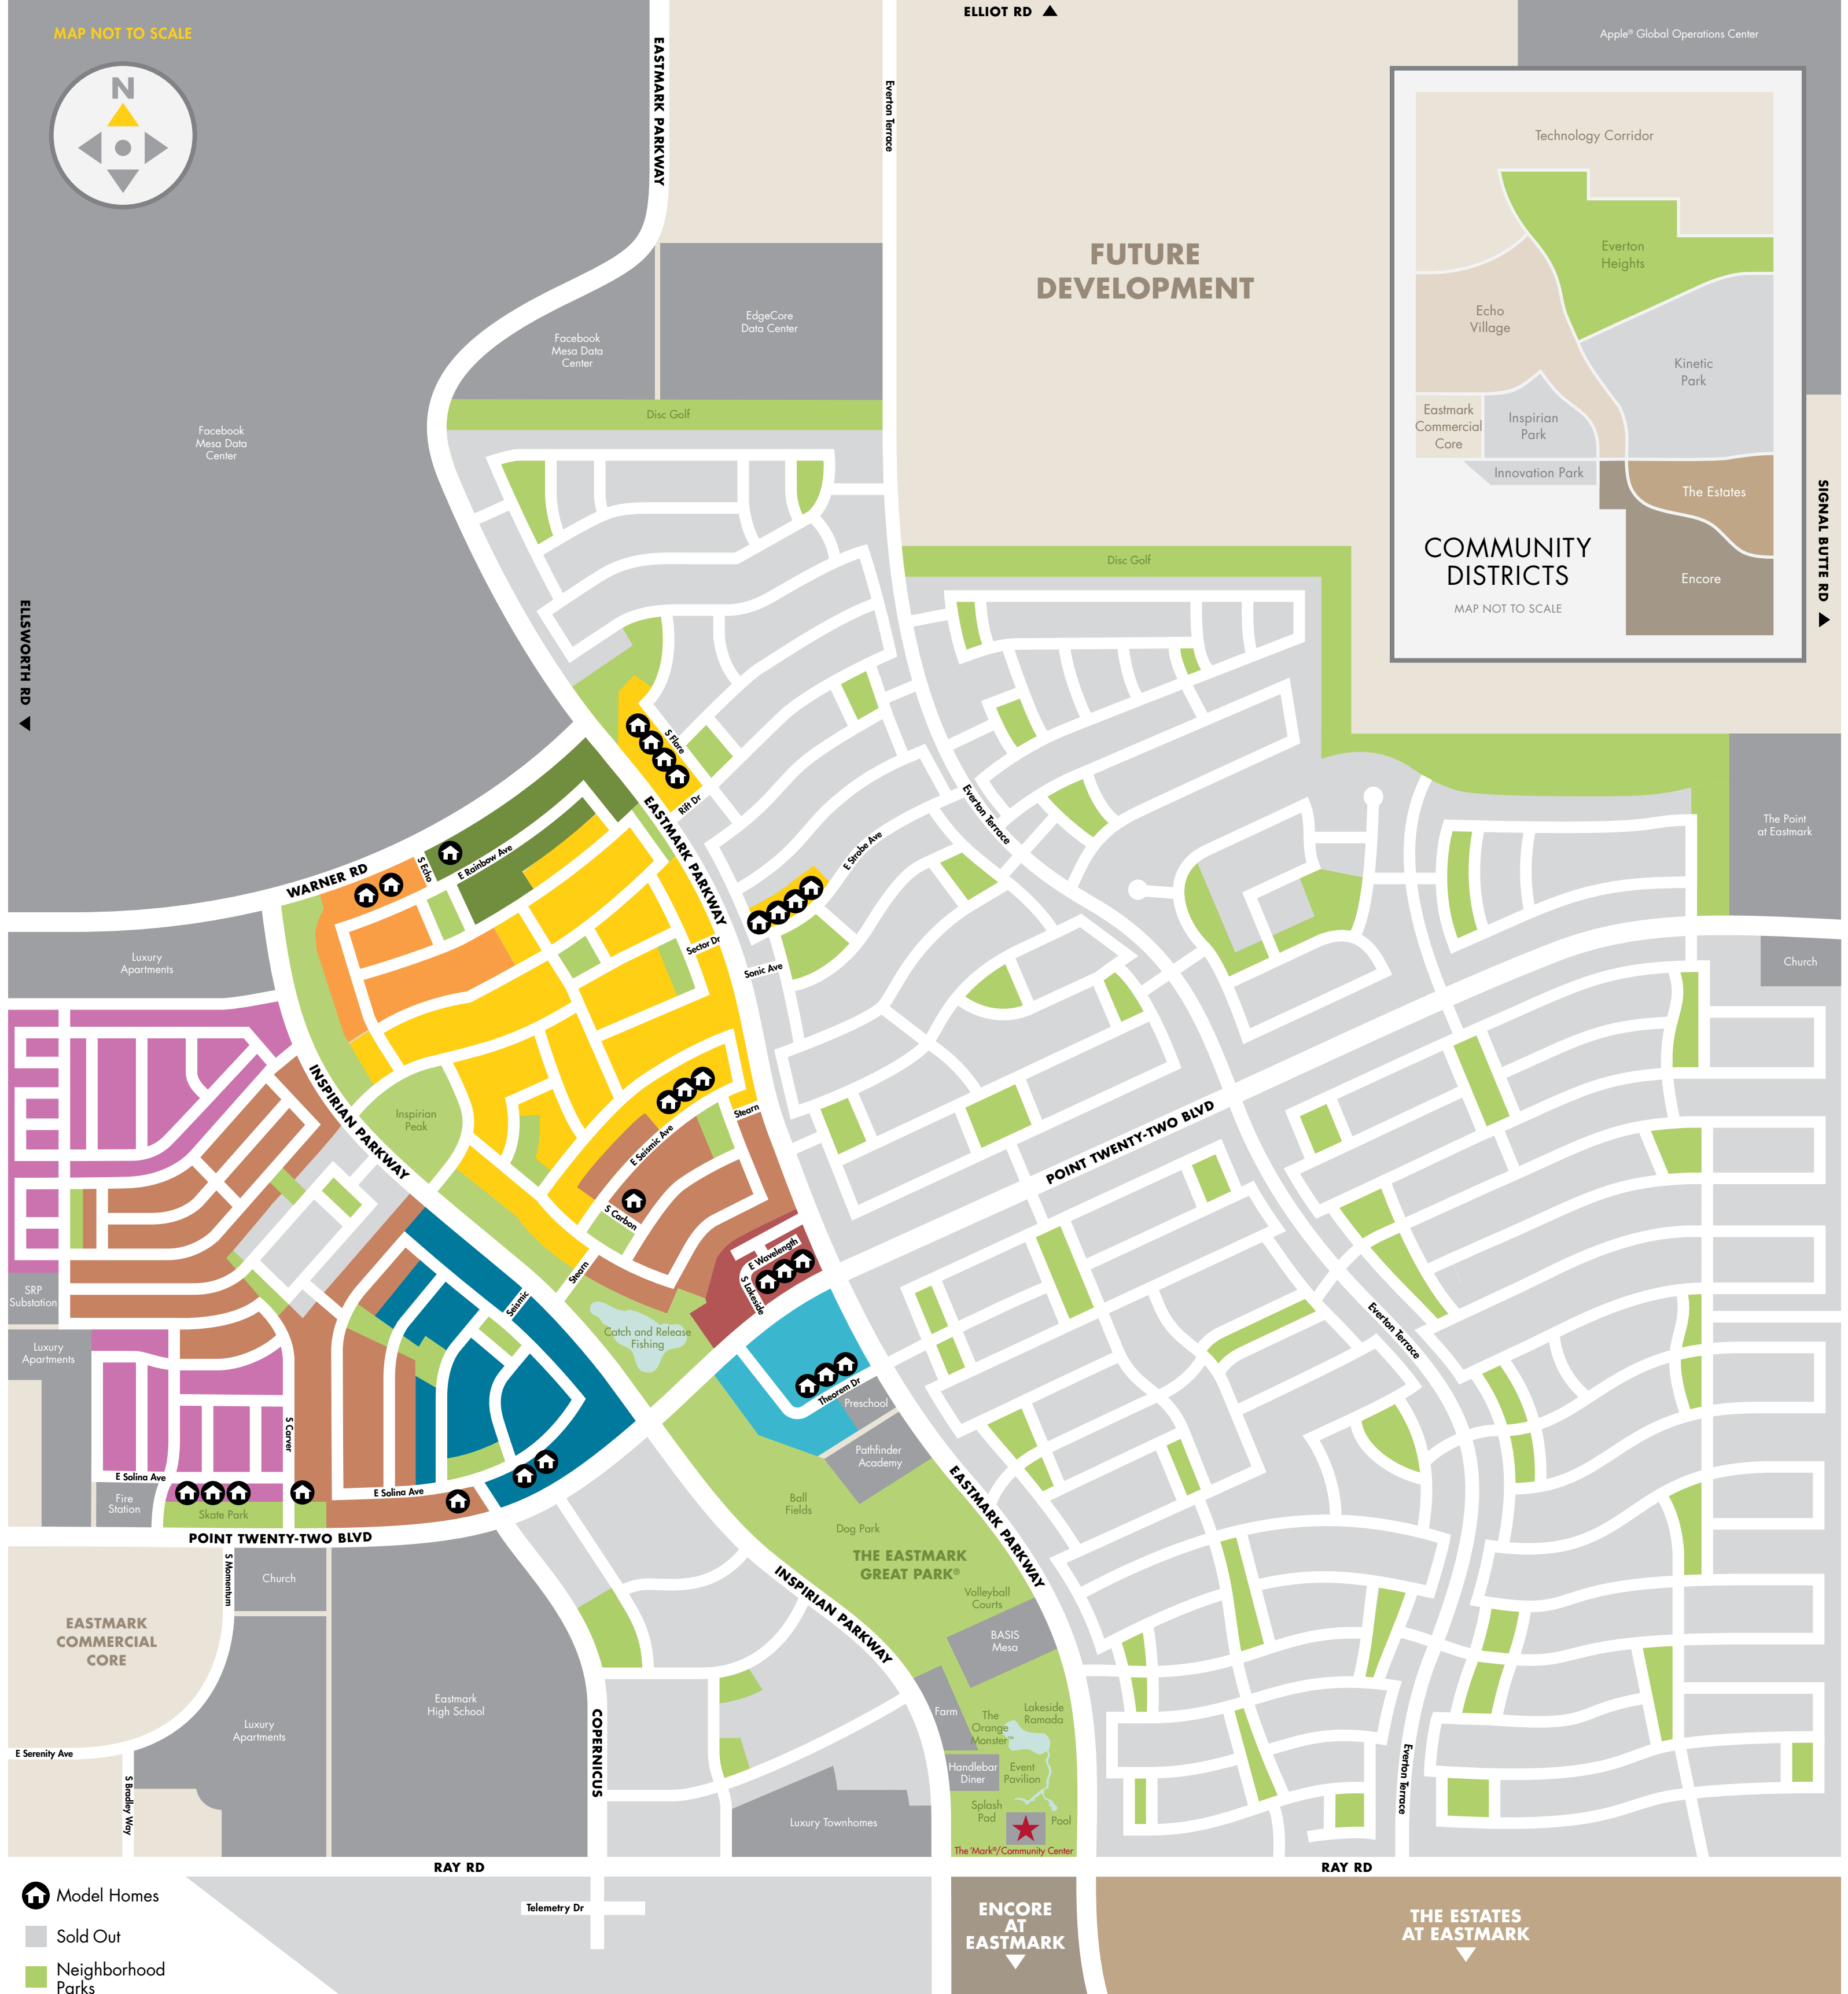 MAP NOT TO SCALE
N
ELLIOT RD
Apple® Global Operations Center
EASTMARK PARKWAY
Everton Terrace
FUTURE
DEVELOPMENT
Technology Corridor
Everton
Heights
Echo
Village
Kinetic
Park
Eastmark
Commercial
Core
Inspirian
Park
Innovation Park
The Estates
Encore
COMMUNITY
DISTRICTS
MAP NOT TO SCALE
SIGNAL BUTTE RD
EdgeCore
Data Center
Facebook
Mesa Data
Center
Disc Golf
Facebook
Mesa Data
Center
Disc Golf
ELLSWORTH RD
S Flare
Rift Dr
EASTMARK PARKWAY
Everton Terrace
E Strobe Ave
The Point
at Eastmark
WARNER RD
S Echo
E Rainbow Ave
Sector Dr
Sonic Ave
Luxury
Apartments
Church
INSPIRIAN PARKWAY
Inspirian
Peak
Stearn
E Seismic Ave
S Carbon
POINT TWENTY-TWO BLVD
E Wavelength
S Lakeside
Stearn
Seismic
SRP
Substation
Catch and Release
Fishing
Everton Terrace
Luxury
Apartments
Theorem Dr
Preschool
Pathfinder
Academy
S Carver
E Solina Ave
E Solina Ave
Fire
Station
Skate Park
POINT TWENTY-TWO BLVD
Ball
Fields
Dog Park
THE EASTMARK
GREAT PARK®
EASTMARK PARKWAY
Volleyball
Courts
BASIS
Mesa
INSPIRIAN PARKWAY
S Momentum
Church
EASTMARK
COMMERCIAL
CORE
Eastmark
High School
Luxury
Apartments
E Serenity Ave
S Bradley Way
COPERNICUS
Farm
The
Orange
Monster™
Lakeside
Ramada
Handlebar
Diner
Event
Pavilion
Splash
Pad
Pool
The 'Mark®/Community Center
Luxury Townhomes
Everton Terrace
RAY RD
RAY RD
Telemetry Dr
ENCORE
AT
EASTMARK
THE ESTATES
AT EASTMARK
Model Homes
Sold Out
Neighborhood
Parks